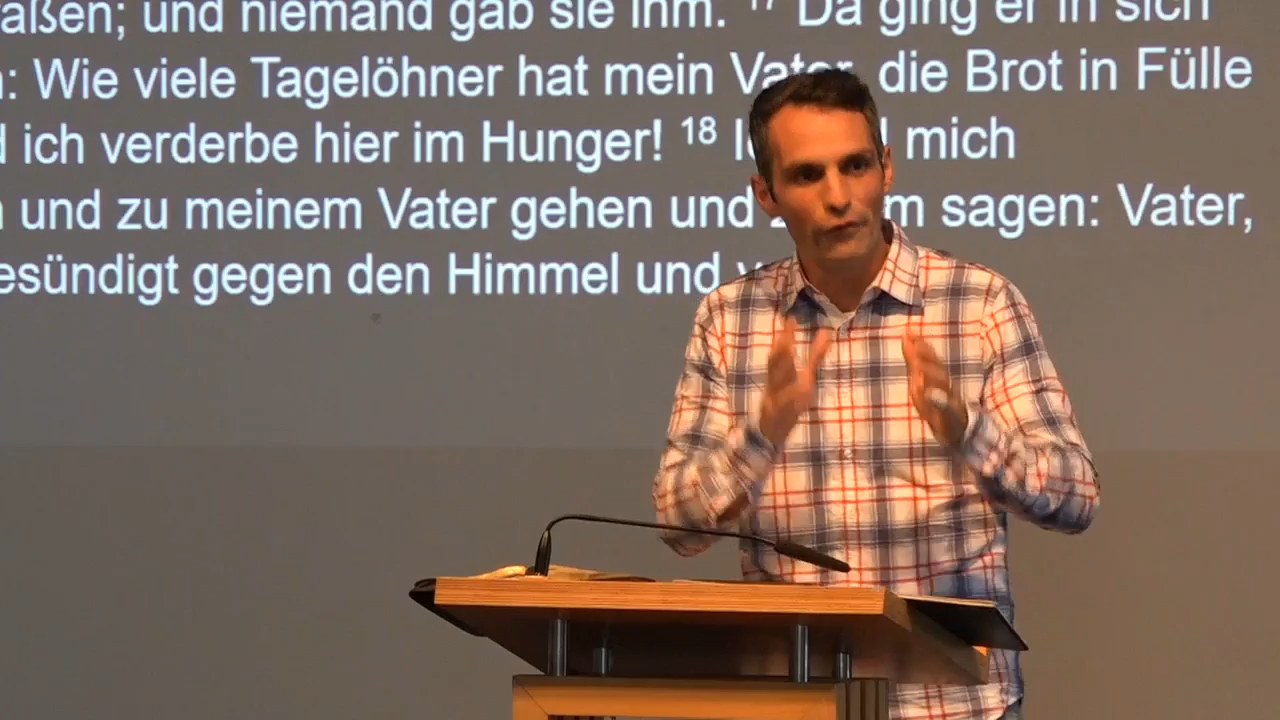 aßen; und niemand gab sie ihm. 17 Da ging er in sich
: Wie viele Tagelöhner hat mein Vater, die Brot in Fülle
ich verderbe hier im Hunger! 18 mich
und zu meinem Vater gehen und sagen: Vater,
esündigt gegen den Himmel und